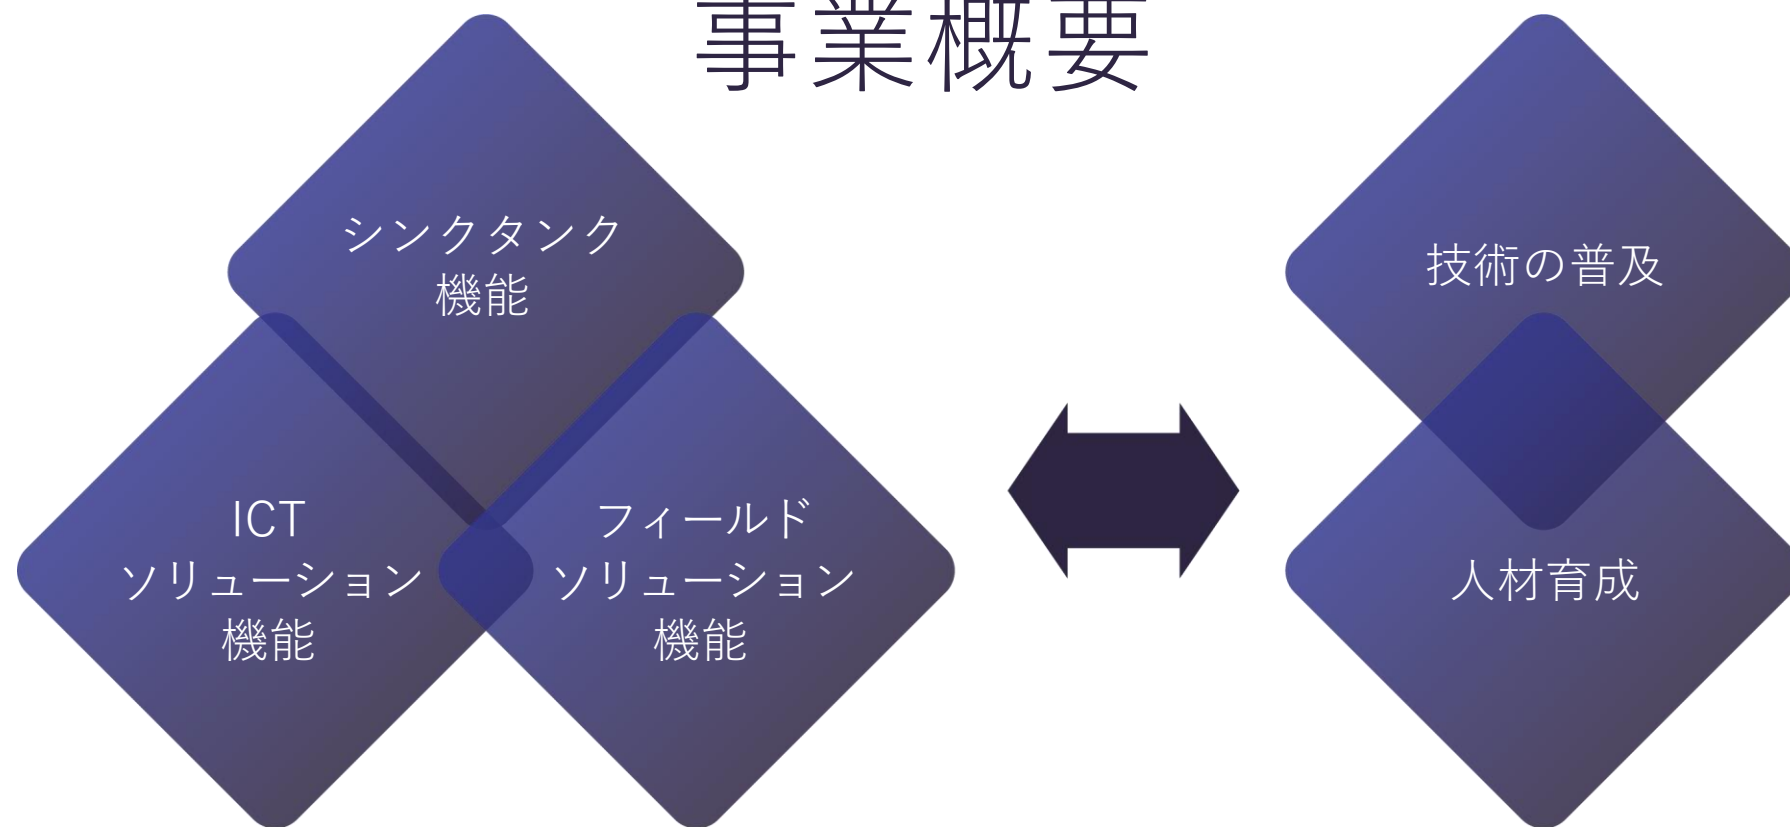 事業概要
シンクタンク
機能
ICT
ソリューション
機能
フィールド
ソリューション
機能
技術の普及
人材育成